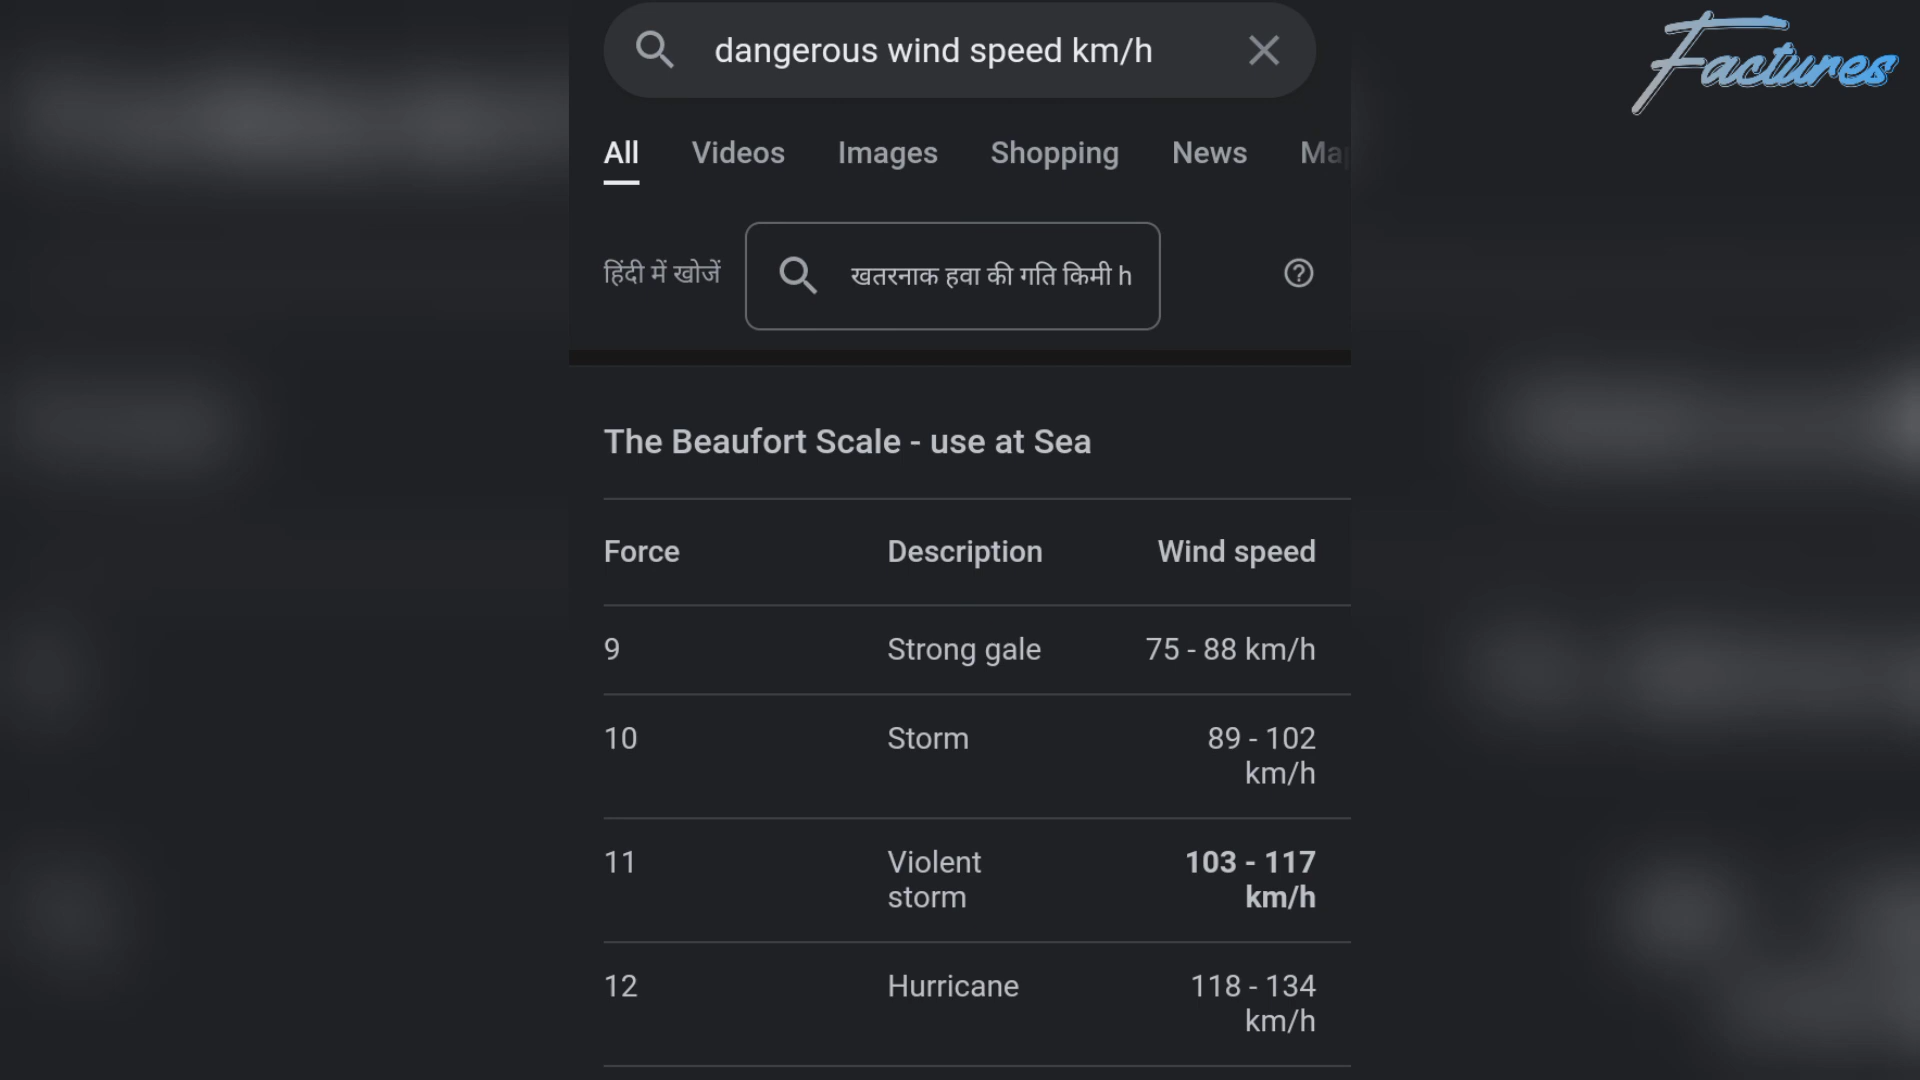 Factures
dangerous wind speed km/h
All Videos Images Shopping News Ma
हिंदी में खोजें खतरनाक हवा की गति किमी h
The Beaufort Scale - use at Sea
Force Description Wind speed
9 Strong gale 75 - 88 km/h
10 Storm 89 - 102
km/h
11 Violent 103 - 117
storm km/h
12 Hurricane 118 - 134
km/h